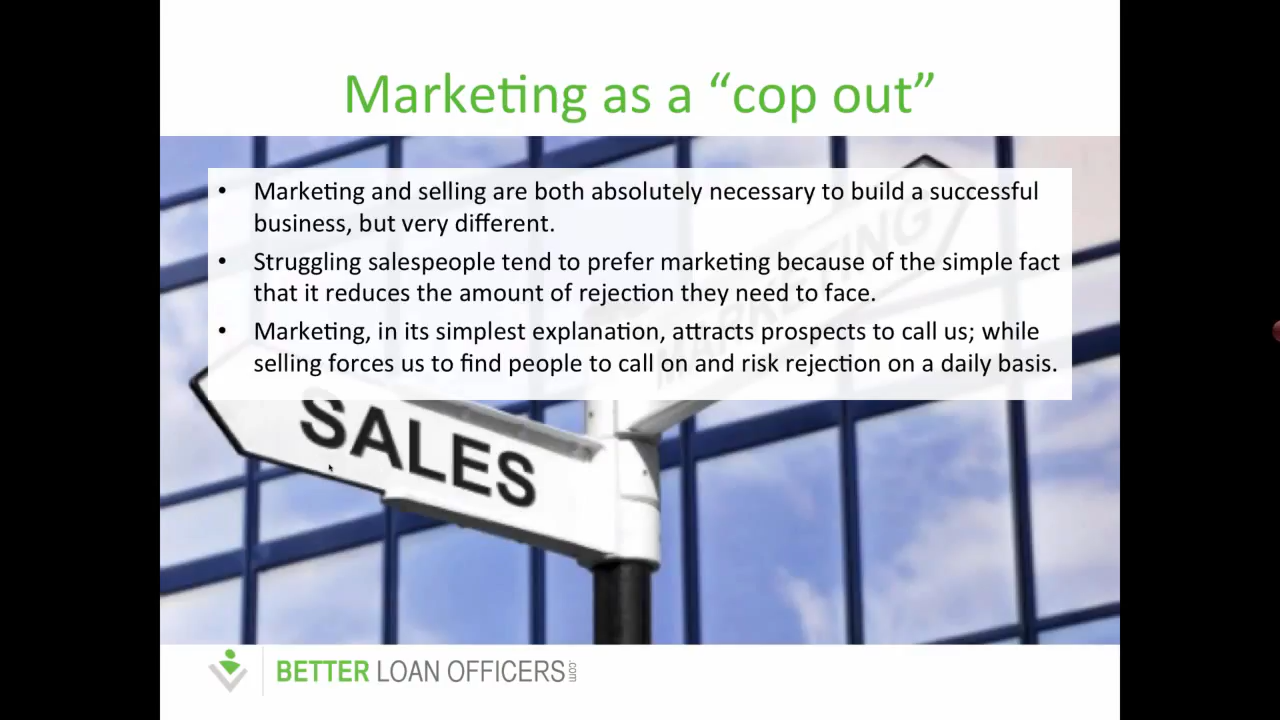 Marketing as a “cop out”
• Marketing and selling are both absolutely necessary to build a successful
business, but very different.
• Struggling salespeople tend to prefer marketing because of the simple fact
that it reduces the amount of rejection they need to face.
• Marketing, in its simplest explanation, attracts prospects to call us; while
selling forces us to find people to call on and risk rejection on a daily basis.
MARKETING
SALES
BETTER LOAN OFFICERS.com